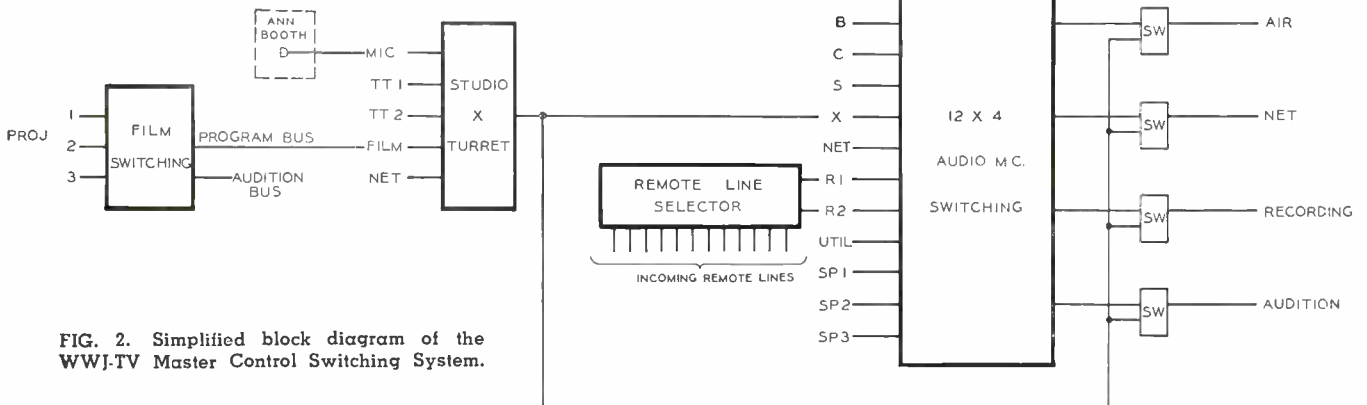 ANN
BOOTH
D
MIC
TT 1
TT 2
FILM
NET
STUDIO
X
TURRET
PROJ
1
2
3
FILM
SWITCHING
PROGRAM BUS
AUDITION
BUS
B
C
S
X
NET
R1
R2
UTIL
SP1
SP2
SP3
REMOTE LINE
SELECTOR
INCOMING REMOTE LINES
12 X 4
AUDIO M.C.
SWITCHING
SW
AIR
SW
NET
SW
RECORDING
SW
AUDITION
FIG. 2. Simplified block diagram of the
WWJ-TV Master Control Switching System.